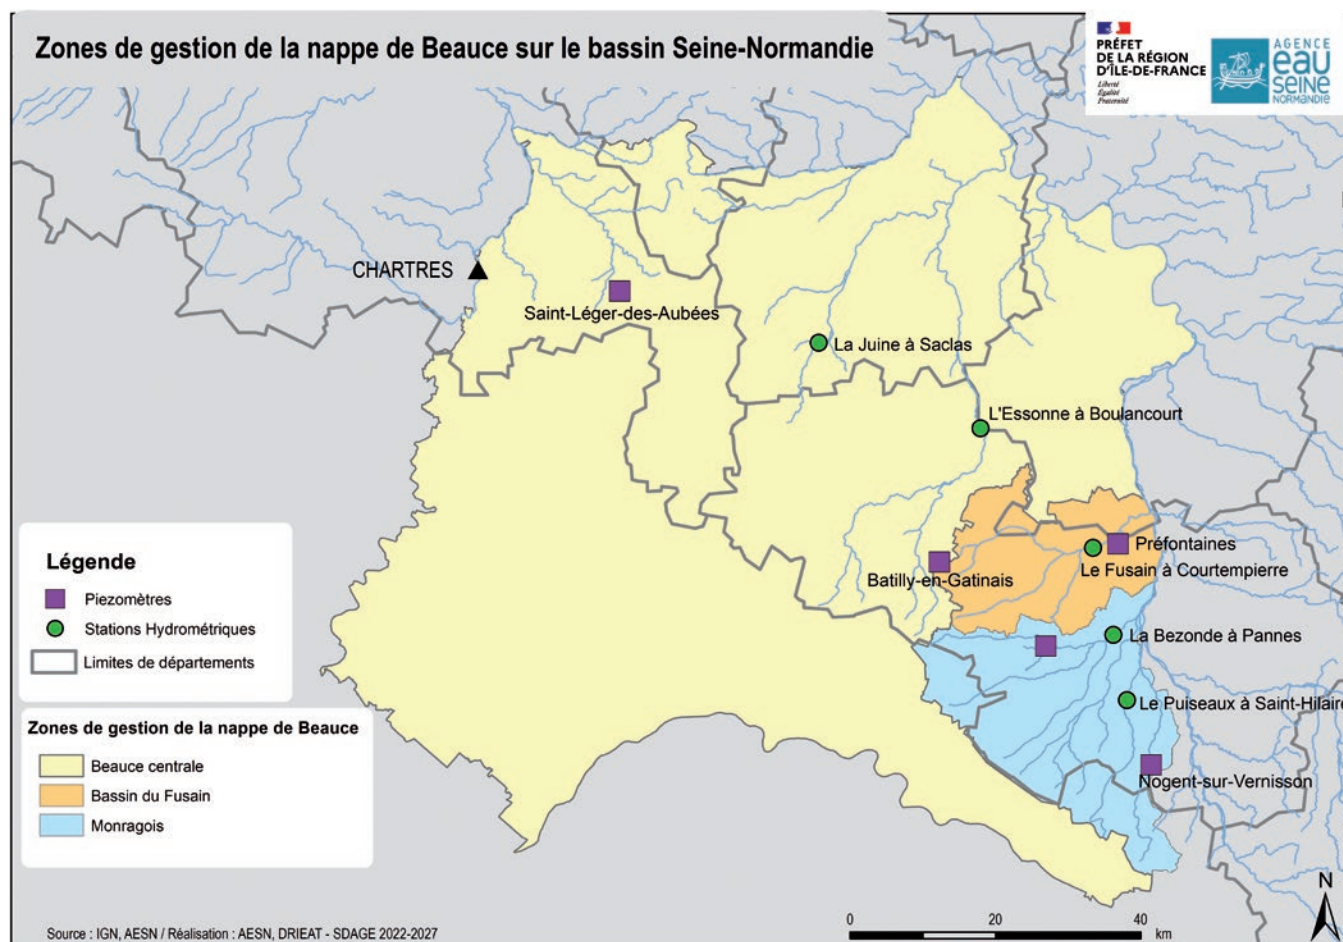 Zones de gestion de la nappe de Beauce sur le bassin Seine-Normandie
PRÉFET
DE LA RÉGION
D'ÎLE-DE-FRANCE
Liberté
Égalité
Fraternité
AGENCE
eau
SEINE
NORMANDIE
CHARTRES
Saint-Léger-des-Aubées
La Juine à Saclas
L'Essonne à Boulancourt
Préfontaines
Le Fusain à Courtempierre
Batilly-en-Gatinais
La Bezonde à Pannes
Le Puiseaux à Saint-Hilaire
Nogent-sur-Vernisson
Légende
Piezomètres
Stations Hydrométriques
Limites de départements
Zones de gestion de la nappe de Beauce
Beauce centrale
Bassin du Fusain
Monragois
Source : IGN, AESN / Réalisation : AESN, DRIEAT - SDAGE 2022-2027
0 20 40
km
N